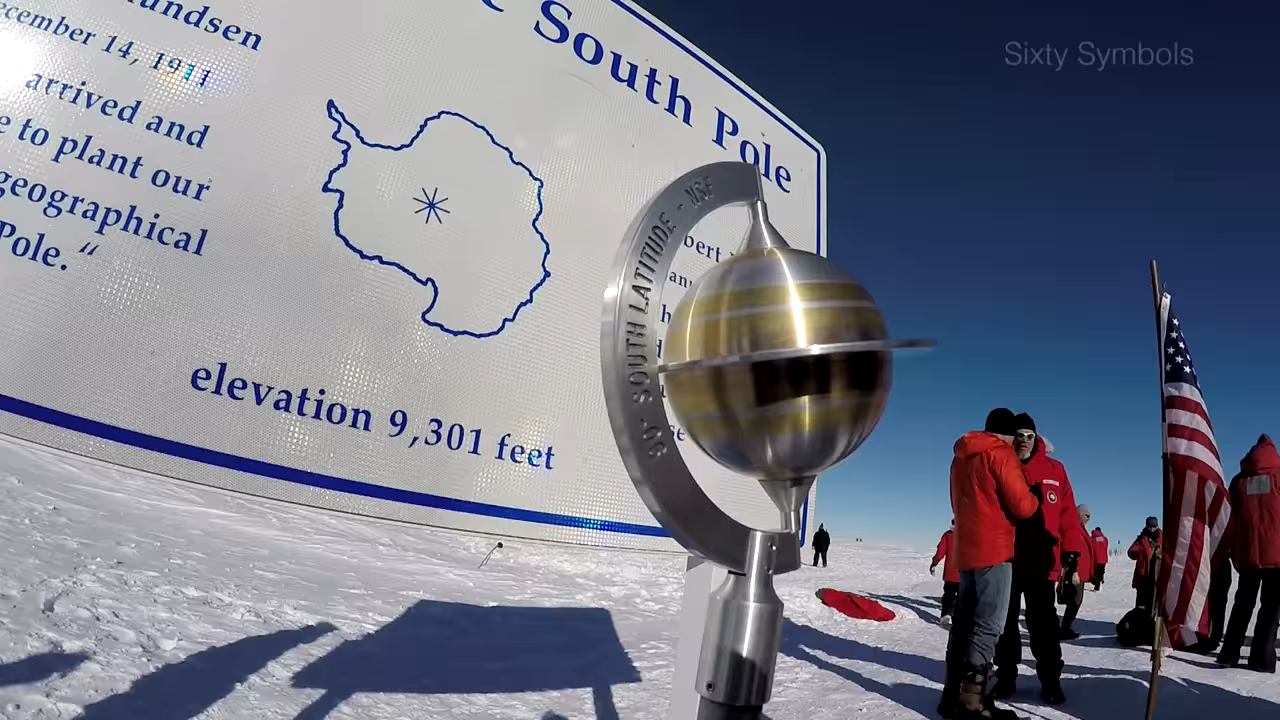 Sixty Symbols
South Pole
undsen
ecember 14, 1911
arrived and
e to plant our
geographical
Pole. “
elevation 9,301 feet
90° SOUTH LATITUDE - NSF
bert